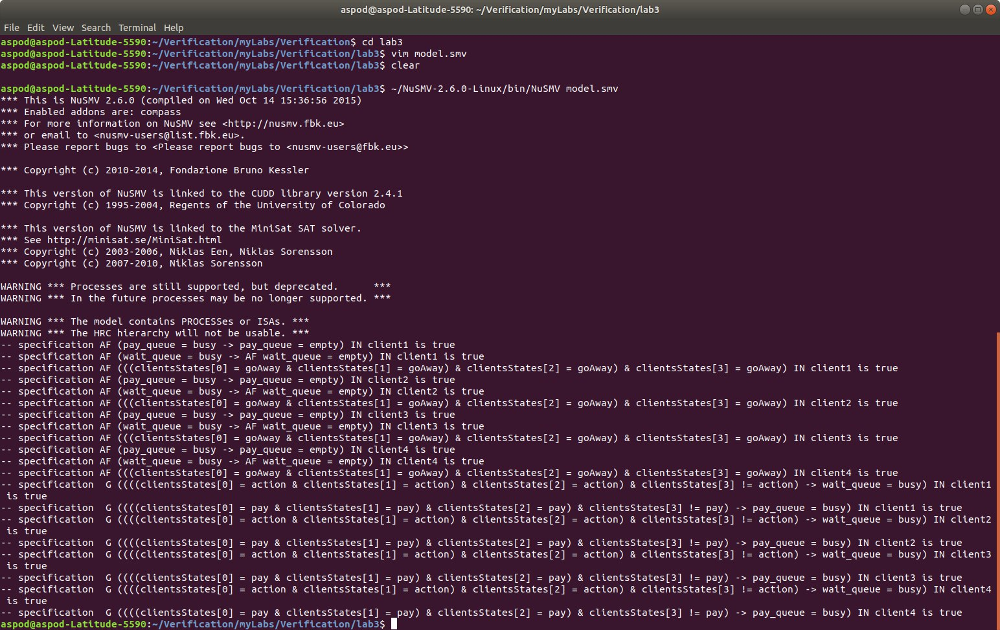 aspod@aspod-Latitude-5590: ~/Verification/myLabs/Verification/lab3
File Edit View Search Terminal Help
aspod@aspod-Latitude-5590:~/Verification/myLabs/Verification$ cd lab3
aspod@aspod-Latitude-5590:~/Verification/myLabs/Verification/lab3$ vim model.smv
aspod@aspod-Latitude-5590:~/Verification/myLabs/Verification/lab3$ clear
aspod@aspod-Latitude-5590:~/Verification/myLabs/Verification/lab3$ ~/NuSMV-2.6.0-Linux/bin/NuSMV model.smv
*** This is NuSMV 2.6.0 (compiled on Wed Oct 14 15:36:56 2015)
*** Enabled addons are: compass
*** For more information on NuSMV see <http://nusmv.fbk.eu>
*** or email to <nusmv-users@list.fbk.eu>.
*** Please report bugs to <Please report bugs to <nusmv-users@fbk.eu>>
*** Copyright (c) 2010-2014, Fondazione Bruno Kessler
*** This version of NuSMV is linked to the CUDD library version 2.4.1
*** Copyright (c) 1995-2004, Regents of the University of Colorado
*** This version of NuSMV is linked to the MiniSat SAT solver.
*** See http://minisat.se/MiniSat.html
*** Copyright (c) 2003-2006, Niklas Een, Niklas Sorensson
*** Copyright (c) 2007-2010, Niklas Sorensson
WARNING *** Processes are still supported, but deprecated.      ***
WARNING *** In the future processes may be no longer supported. ***
WARNING *** The model contains PROCESSes or ISAs. ***
WARNING *** The HRC hierarchy will not be usable. ***
-- specification AF (pay_queue = busy -> pay_queue = empty) IN client1 is true
-- specification AF (wait_queue = busy -> AF wait_queue = empty) IN client1 is true
-- specification AF (((clientsStates[0] = goAway & clientsStates[1] = goAway) & clientsStates[2] = goAway) & clientsStates[3] = goAway) IN client1 is true
-- specification AF (pay_queue = busy -> pay_queue = empty) IN client2 is true
-- specification AF (wait_queue = busy -> AF wait_queue = empty) IN client2 is true
-- specification AF (((clientsStates[0] = goAway & clientsStates[1] = goAway) & clientsStates[2] = goAway) & clientsStates[3] = goAway) IN client2 is true
-- specification AF (pay_queue = busy -> pay_queue = empty) IN client3 is true
-- specification AF (wait_queue = busy -> AF wait_queue = empty) IN client3 is true
-- specification AF (((clientsStates[0] = goAway & clientsStates[1] = goAway) & clientsStates[2] = goAway) & clientsStates[3] = goAway) IN client3 is true
-- specification AF (pay_queue = busy -> pay_queue = empty) IN client4 is true
-- specification AF (wait_queue = busy -> AF wait_queue = empty) IN client4 is true
-- specification AF (((clientsStates[0] = goAway & clientsStates[1] = goAway) & clientsStates[2] = goAway) & clientsStates[3] = goAway) IN client4 is true
-- specification  G ((((clientsStates[0] = action & clientsStates[1] = action) & clientsStates[2] = action) & clientsStates[3] != action) -> wait_queue = busy) IN client1
 is true
-- specification  G ((((clientsStates[0] = pay & clientsStates[1] = pay) & clientsStates[2] = pay) & clientsStates[3] != pay) -> pay_queue = busy) IN client1 is true
-- specification  G ((((clientsStates[0] = action & clientsStates[1] = action) & clientsStates[2] = action) & clientsStates[3] != action) -> wait_queue = busy) IN client2
 is true
-- specification  G ((((clientsStates[0] = pay & clientsStates[1] = pay) & clientsStates[2] = pay) & clientsStates[3] != pay) -> pay_queue = busy) IN client2 is true
-- specification  G ((((clientsStates[0] = action & clientsStates[1] = action) & clientsStates[2] = action) & clientsStates[3] != action) -> wait_queue = busy) IN client3
 is true
-- specification  G ((((clientsStates[0] = pay & clientsStates[1] = pay) & clientsStates[2] = pay) & clientsStates[3] != pay) -> pay_queue = busy) IN client3 is true
-- specification  G ((((clientsStates[0] = action & clientsStates[1] = action) & clientsStates[2] = action) & clientsStates[3] != action) -> wait_queue = busy) IN client4
 is true
-- specification  G ((((clientsStates[0] = pay & clientsStates[1] = pay) & clientsStates[2] = pay) & clientsStates[3] != pay) -> pay_queue = busy) IN client4 is true
aspod@aspod-Latitude-5590:~/Verification/myLabs/Verification/lab3$